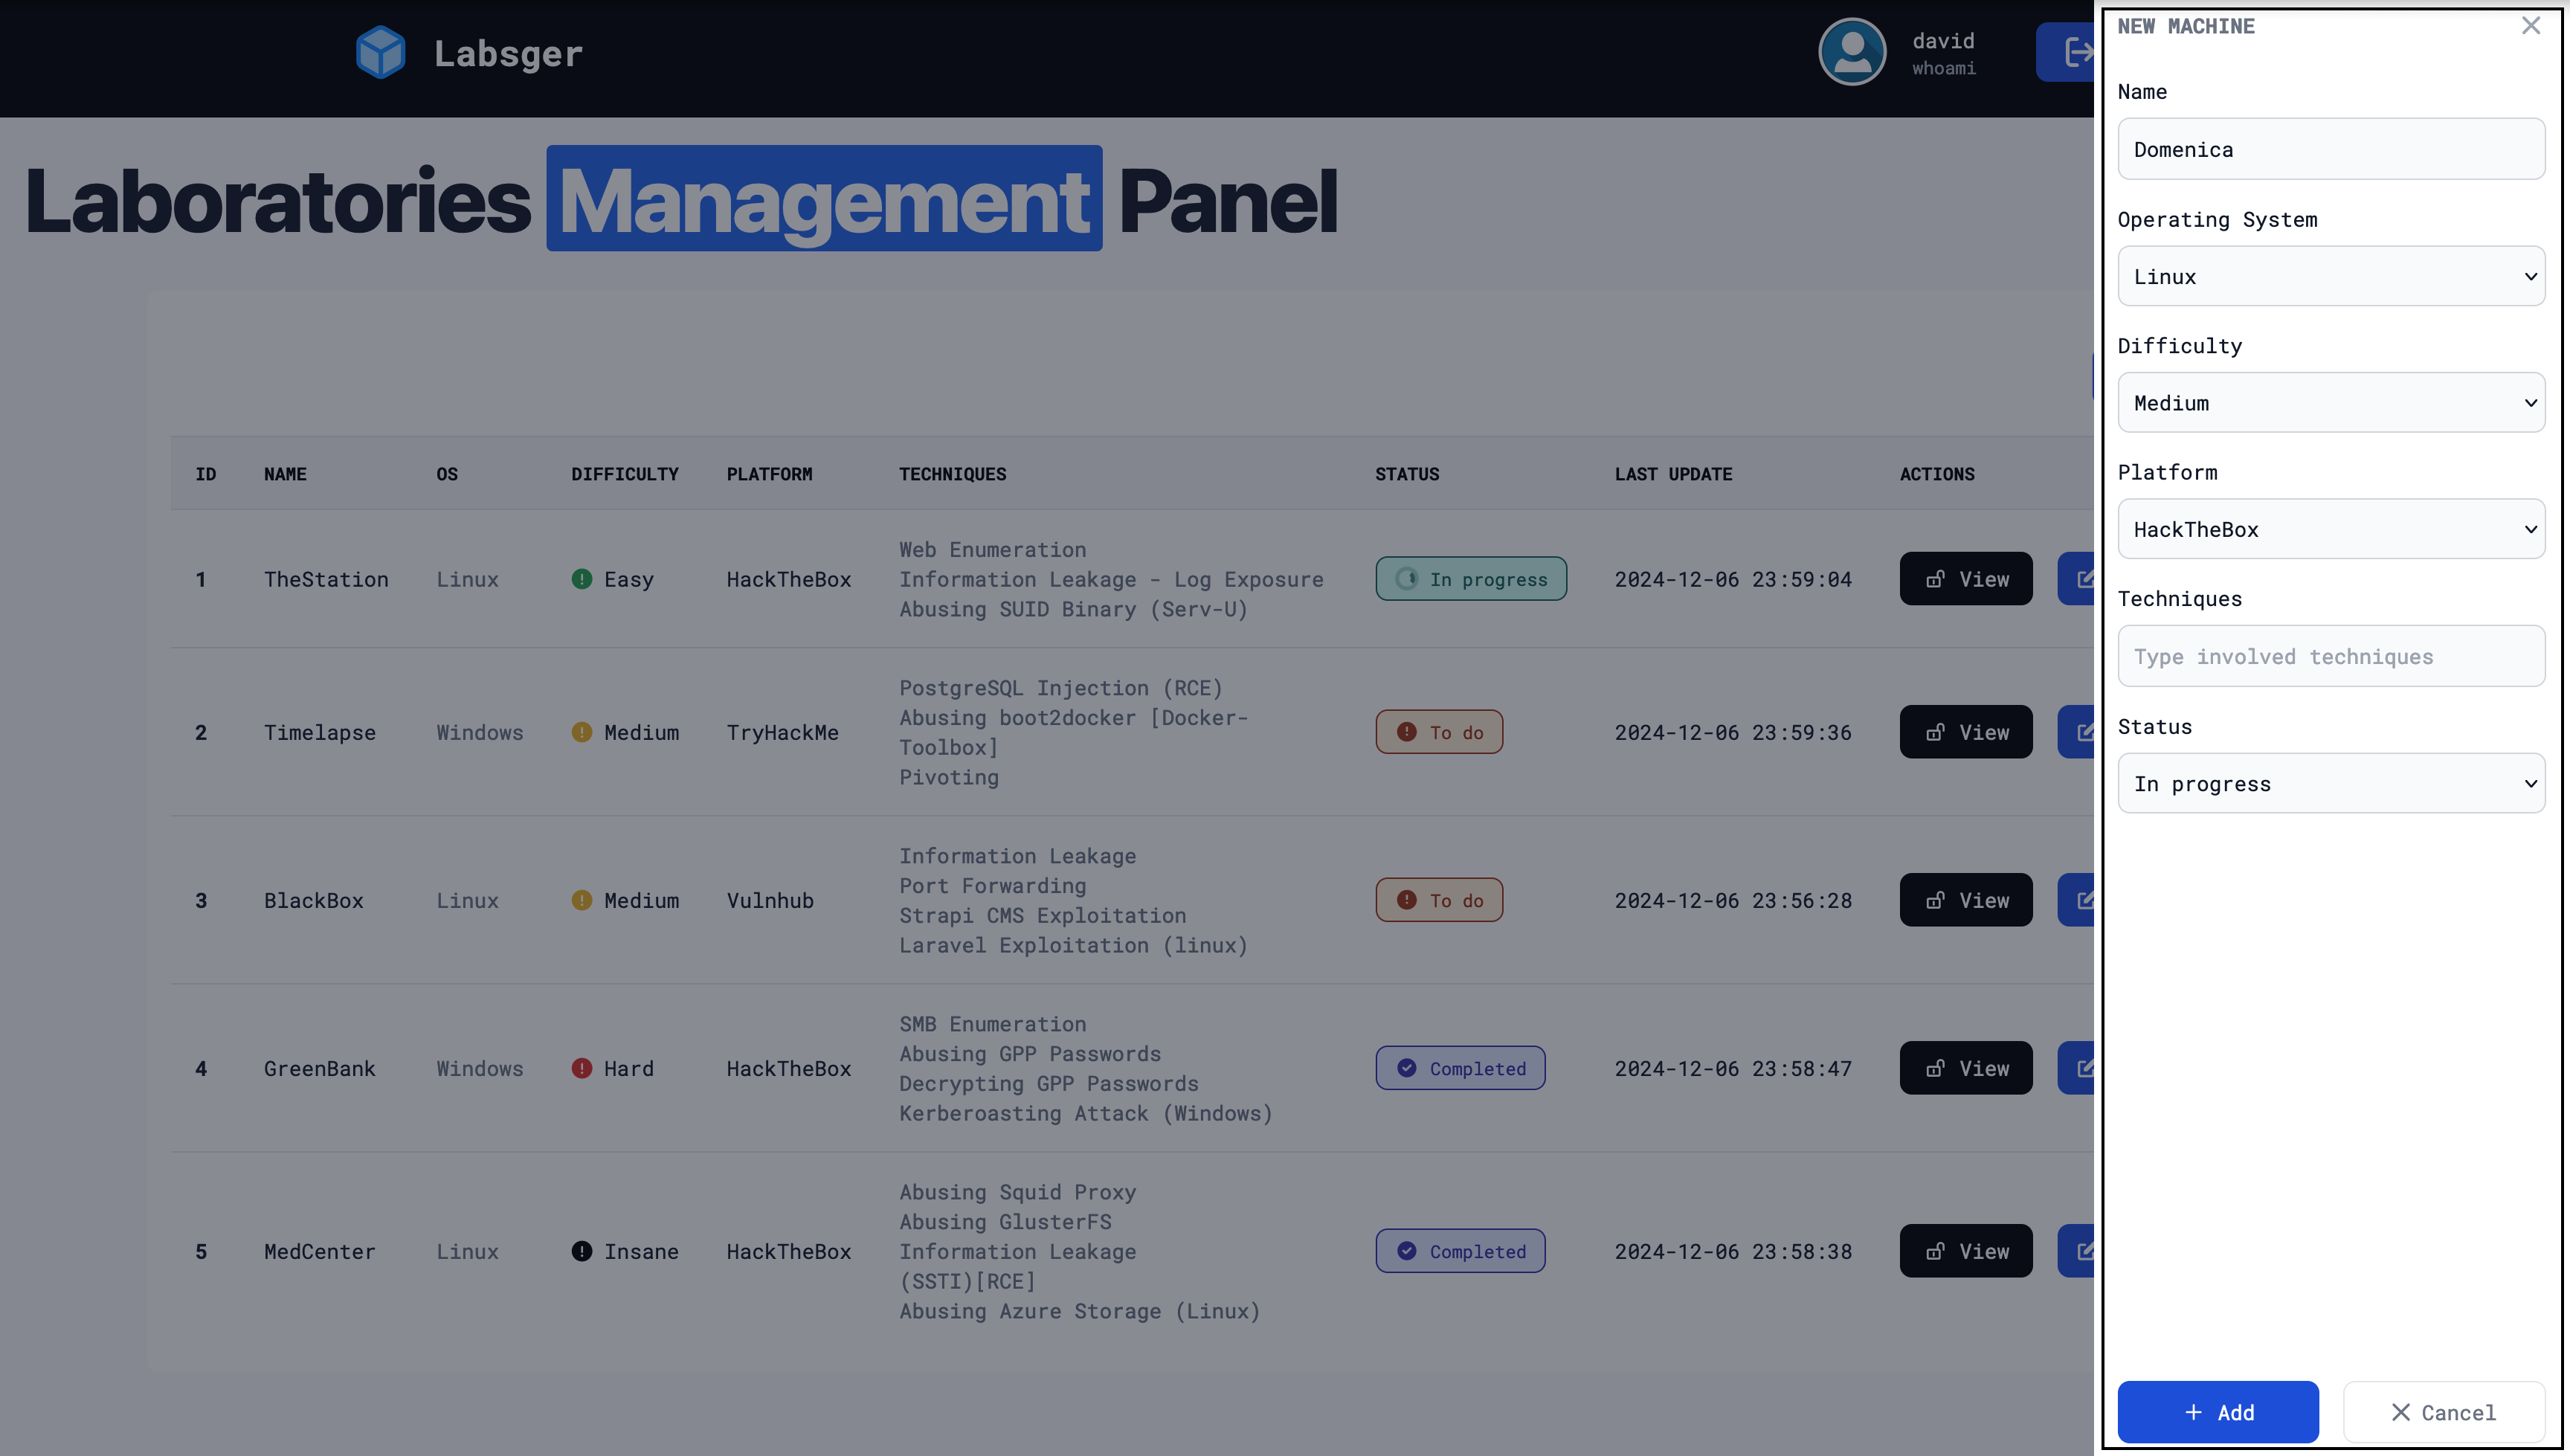 Labsger
david
whoami
Laboratories Management Panel
ID NAME OS DIFFICULTY PLATFORM TECHNIQUES STATUS LAST UPDATE ACTIONS
1 TheStation Linux Easy HackTheBox Web Enumeration
Information Leakage - Log Exposure
Abusing SUID Binary (Serv-U) In progress 2024-12-06 23:59:04 View
2 Timelapse Windows Medium TryHackMe PostgreSQL Injection (RCE)
Abusing boot2docker [Docker-
Toolbox]
Pivoting To do 2024-12-06 23:59:36 View
3 BlackBox Linux Medium Vulnhub Information Leakage
Port Forwarding
Strapi CMS Exploitation
Laravel Exploitation (linux) To do 2024-12-06 23:56:28 View
4 GreenBank Windows Hard HackTheBox SMB Enumeration
Abusing GPP Passwords
Decrypting GPP Passwords
Kerberoasting Attack (Windows) Completed 2024-12-06 23:58:47 View
5 MedCenter Linux Insane HackTheBox Abusing Squid Proxy
Abusing GlusterFS
Information Leakage
(SSTI)[RCE]
Abusing Azure Storage (Linux) Completed 2024-12-06 23:58:38 View
NEW MACHINE
Name
Domenica
Operating System
Linux
Difficulty
Medium
Platform
HackTheBox
Techniques
Type involved techniques
Status
In progress
Add Cancel